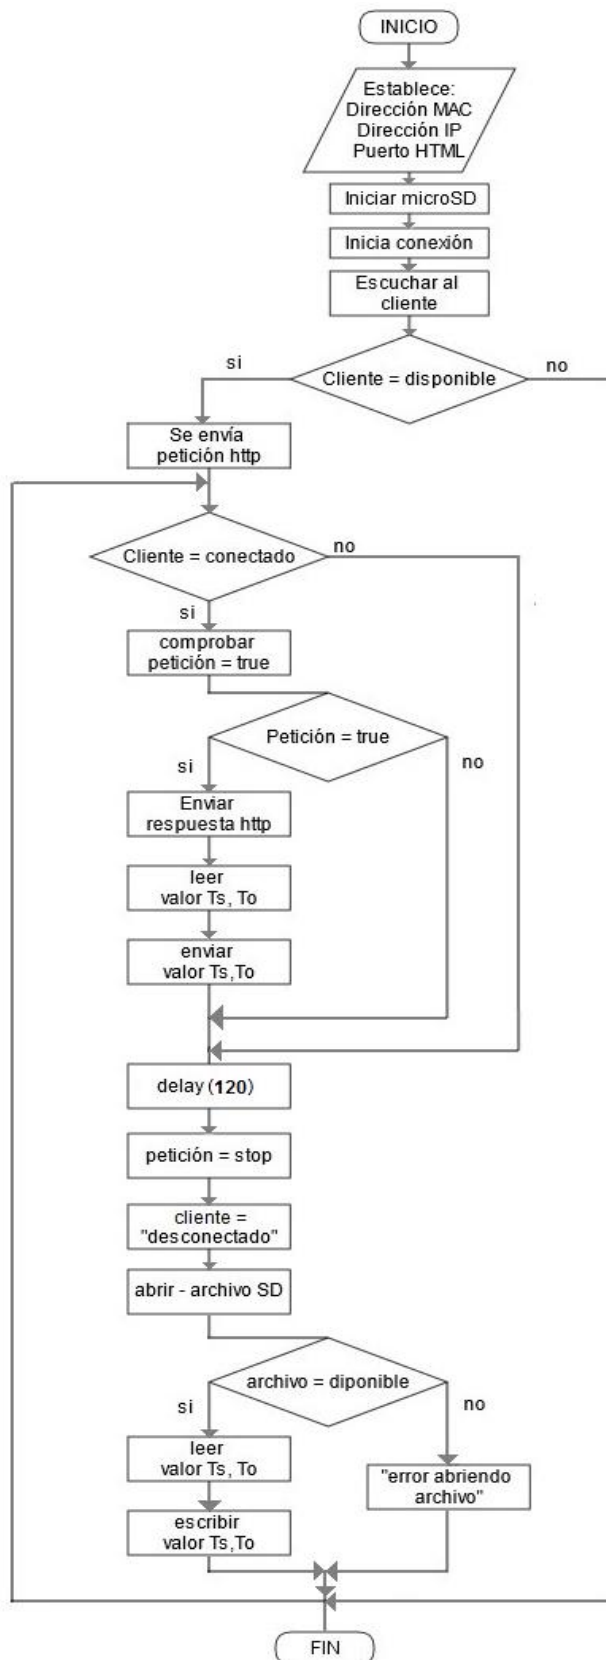 INICIO
Establece:
Dirección MAC
Dirección IP
Puerto HTML
Iniciar microSD
Inicia conexión
Escuchar al
cliente
Cliente = disponible
si
no
Se envía
petición http
Cliente = conectado
no
si
comprobar
petición = true
Petición = true
si
no
Enviar
respuesta http
leer
valor Ts, To
enviar
valor Ts,To
delay (120)
petición = stop
cliente =
"desconectado"
abrir - archivo SD
archivo = diponible
si
no
leer
valor Ts, To
"error abriendo
archivo"
escribir
valor Ts,To
FIN